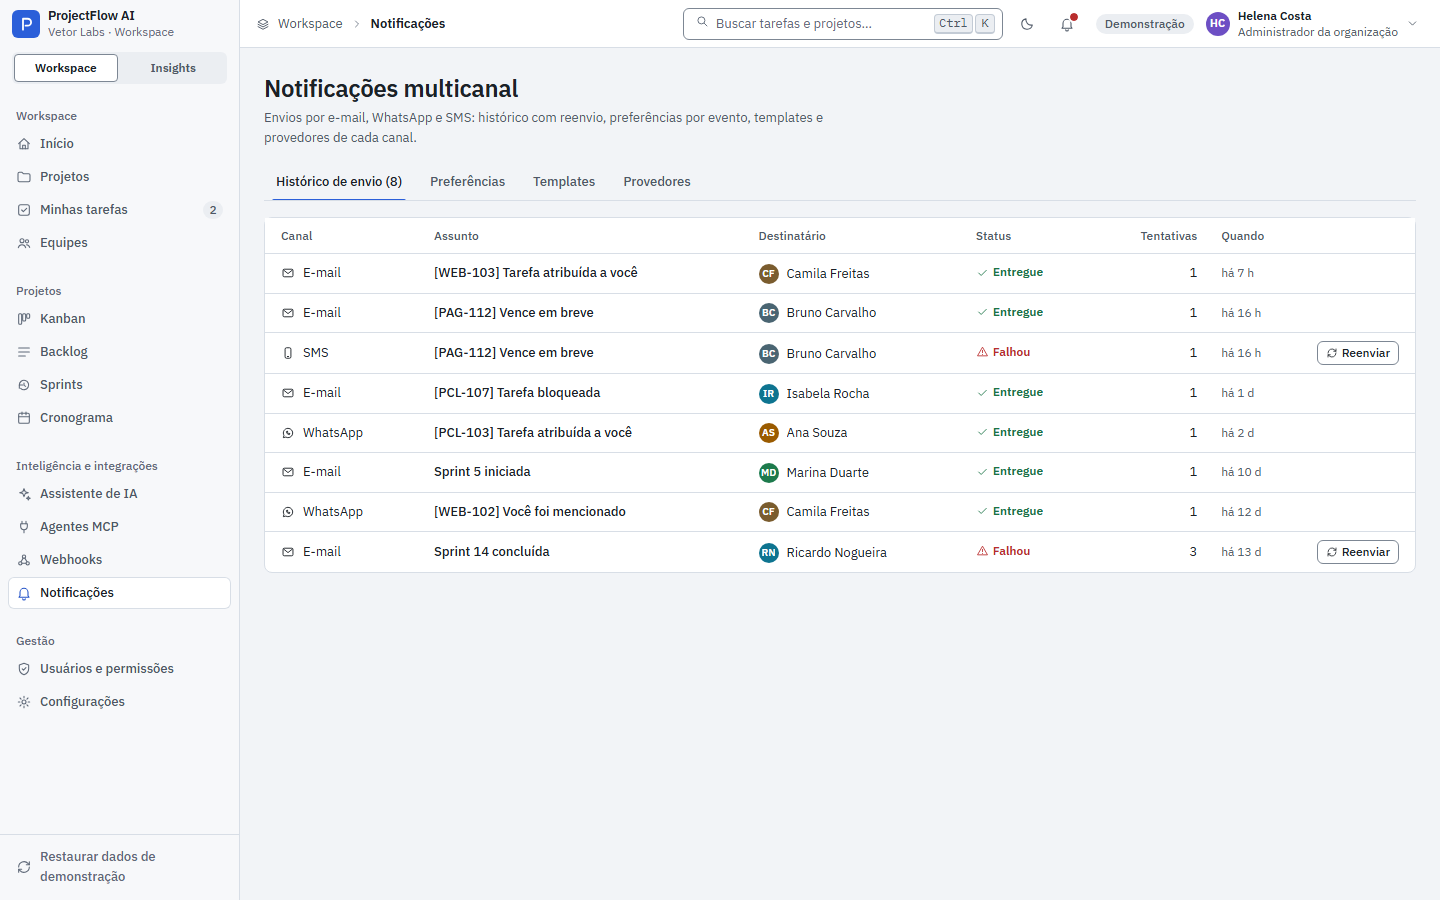 ProjectFlow AI
Vetor Labs · Workspace
Workspace
Insights
Workspace
Início
Projetos
Minhas tarefas
2
Equipes
Projetos
Kanban
Backlog
Sprints
Cronograma
Inteligência e integrações
Assistente de IA
Agentes MCP
Webhooks
Notificações
Gestão
Usuários e permissões
Configurações
Restaurar dados de
demonstração
Workspace
Notificações
Buscar tarefas e projetos...
Ctrl
K
Demonstração
HC
Helena Costa
Administrador da organização
Notificações multicanal
Envios por e-mail, WhatsApp e SMS: histórico com reenvio, preferências por evento, templates e
provedores de cada canal.
Histórico de envio (8)
Preferências
Templates
Provedores
Canal Assunto Destinatário Status Tentativas Quando
E-mail [WEB-103] Tarefa atribuída a você CF Camila Freitas Entregue 1 há 7 h
E-mail [PAG-112] Vence em breve BC Bruno Carvalho Entregue 1 há 16 h
SMS [PAG-112] Vence em breve BC Bruno Carvalho Falhou 1 há 16 h Reenviar
E-mail [PCL-107] Tarefa bloqueada IR Isabela Rocha Entregue 1 há 1 d
WhatsApp [PCL-103] Tarefa atribuída a você AS Ana Souza Entregue 1 há 2 d
E-mail Sprint 5 iniciada MD Marina Duarte Entregue 1 há 10 d
WhatsApp [WEB-102] Você foi mencionado CF Camila Freitas Entregue 1 há 12 d
E-mail Sprint 14 concluída RN Ricardo Nogueira Falhou 3 há 13 d Reenviar